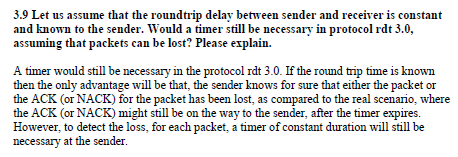 3.9 Let us assume that the roundtrip delay between sender and receiver is constant
and known to the sender. Would a timer still be necessary in protocol rdt 3.0,
assuming that packets can be lost? Please explain.
A timer would still be necessary in the protocol rdt 3.0. If the round trip time is known
then the only advantage will be that, the sender knows for sure that either the packet or
the ACK (or NACK) for the packet has been lost, as compared to the real scenario, where
the ACK (or NACK) might still be on the way to the sender, after the timer expires.
However, to detect the loss, for each packet, a timer of constant duration will still be
necessary at the sender.